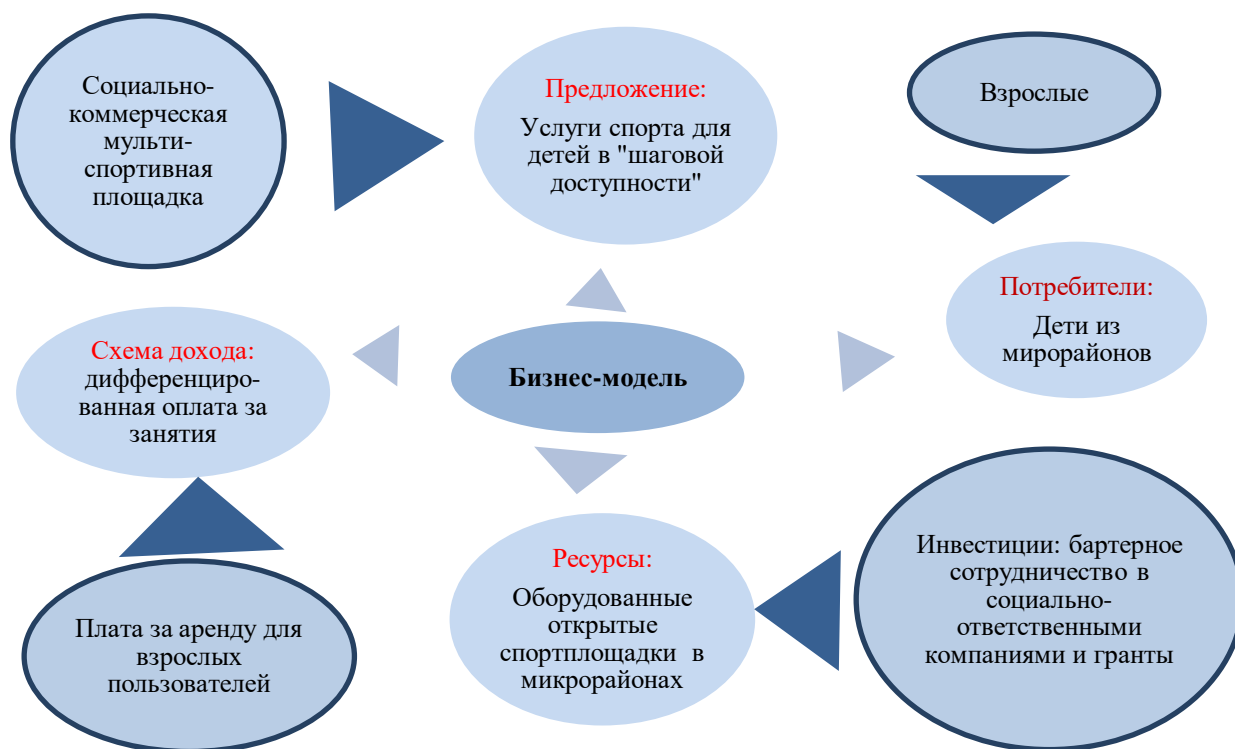 Социально-
коммерческая
мульти-
спортивная
площадка
Предложение:
Услуги спорта для
детей в "шаговой
доступности"
Взрослые
Потребители:
Дети из
мирорайонов
Схема дохода:
дифференциро-
ванная оплата за
занятия
Бизнес-модель
Ресурсы:
Оборудованные
открытые
спортплощадки в
микрорайонах
Инвестиции: бартерное
сотрудничество в
социально-
ответственными
компаниями и гранты
Плата за аренду для
взрослых
пользователей